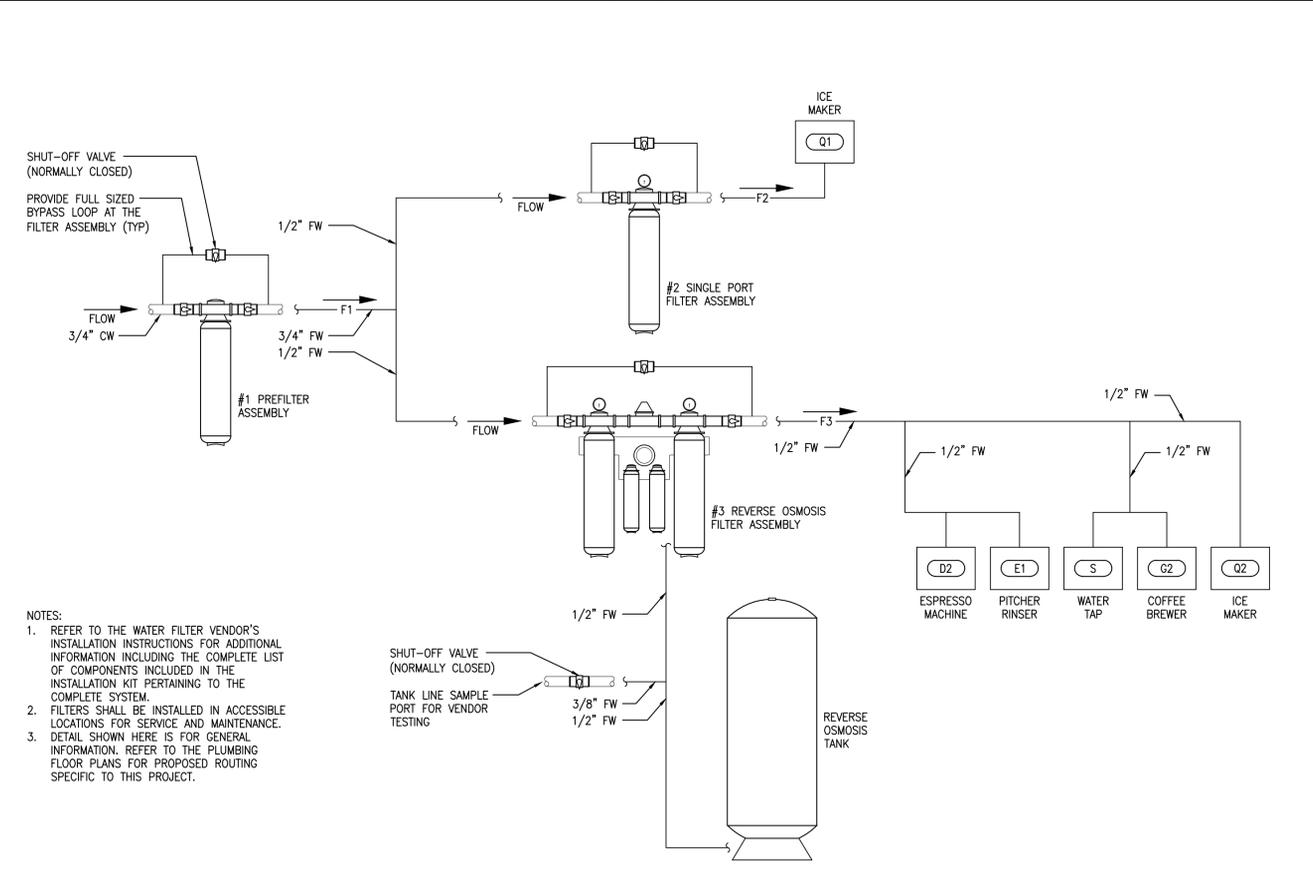 ICE
MAKER
Q1
SHUT-OFF VALVE
(NORMALLY CLOSED)
PROVIDE FULL SIZED
BYPASS LOOP AT THE
FILTER ASSEMBLY (TYP)
1/2" FW
FLOW
F2
#2 SINGLE PORT
FILTER ASSEMBLY
FLOW
3/4" CW
F1
3/4" FW
1/2" FW
#1 PREFILTER
ASSEMBLY
FLOW
F3
1/2" FW
1/2" FW
1/2" FW
1/2" FW
#3 REVERSE OSMOSIS
FILTER ASSEMBLY
D2
E1
S
G2
Q2
ESPRESSO
MACHINE
PITCHER
RINSER
WATER
TAP
COFFEE
BREWER
ICE
MAKER
1/2" FW
SHUT-OFF VALVE
(NORMALLY CLOSED)
TANK LINE SAMPLE
PORT FOR VENDOR
TESTING
3/8" FW
1/2" FW
REVERSE
OSMOSIS
TANK
NOTES:
1. REFER TO THE WATER FILTER VENDOR'S
INSTALLATION INSTRUCTIONS FOR ADDITIONAL
INFORMATION INCLUDING THE COMPLETE LIST
OF COMPONENTS INCLUDED IN THE
INSTALLATION KIT PERTAINING TO THE
COMPLETE SYSTEM.
2. FILTERS SHALL BE INSTALLED IN ACCESSIBLE
LOCATIONS FOR SERVICE AND MAINTENANCE.
3. DETAIL SHOWN HERE IS FOR GENERAL
INFORMATION. REFER TO THE PLUMBING
FLOOR PLANS FOR PROPOSED ROUTING
SPECIFIC TO THIS PROJECT.